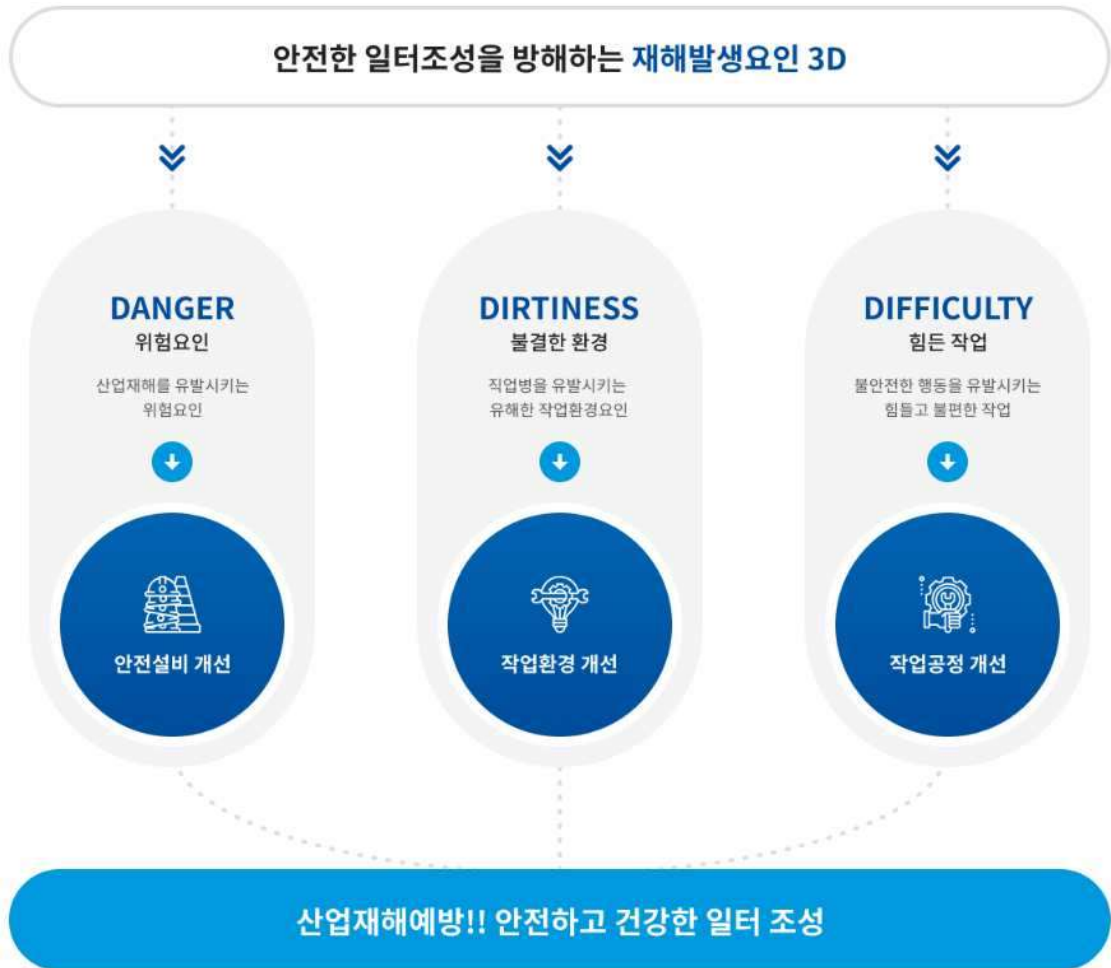 안전한 일터조성을 방해하는 재해발생요인 3D
DANGER
위험요인
산업재해를 유발시키는
위험요인
안전설비 개선
DIRTINESS
불결한 환경
직업병을 유발시키는
유해한 작업환경요인
작업환경 개선
DIFFICULTY
힘든 작업
불안전한 행동을 유발시키는
힘들고 불편한 작업
작업공정 개선
산업재해예방!! 안전하고 건강한 일터 조성